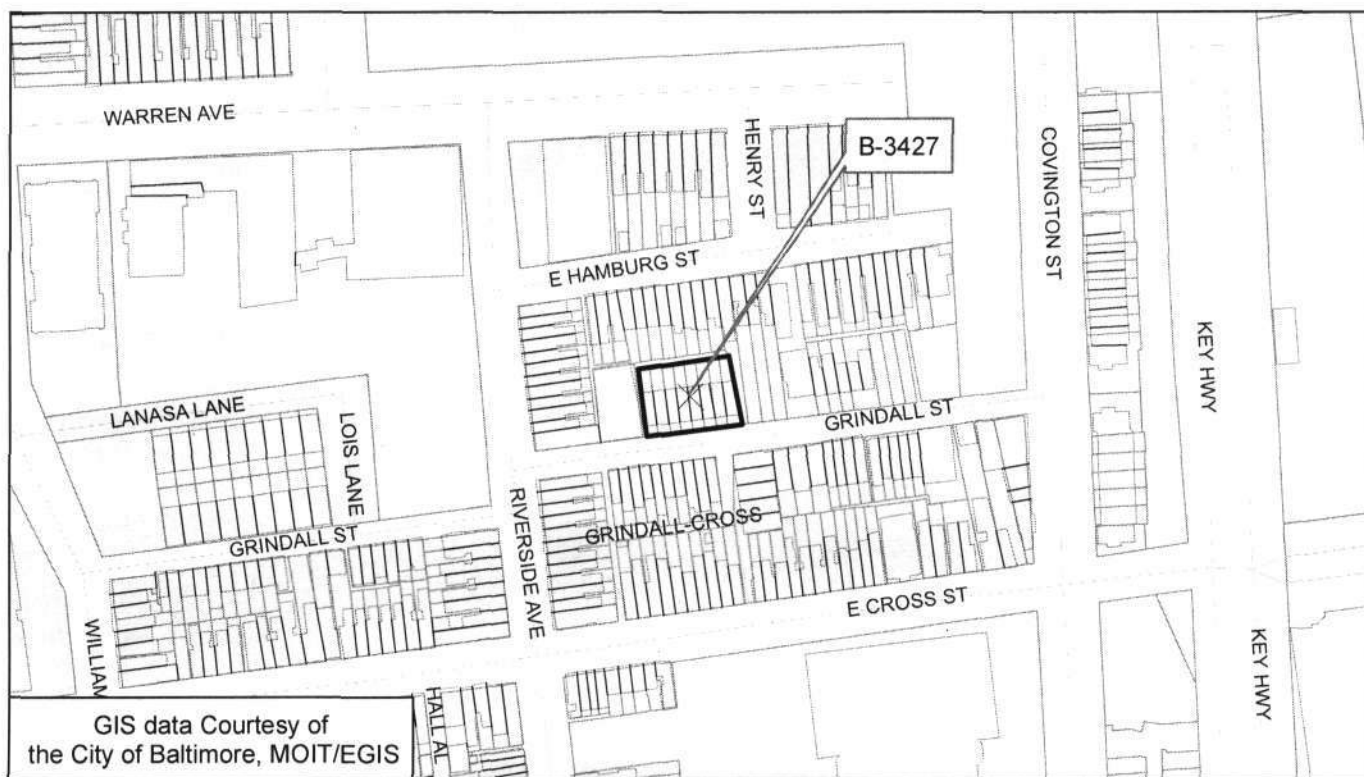 WARREN AVE
HENRY ST
B-3427
COVINGTON ST
E HAMBURG ST
KEY HWY
LANASA LANE
LOIS LANE
GRINDALL ST
RIVERSIDE AVE
GRINDALL-CROSS
GRINDALL ST
E CROSS ST
WILLIAM
HALL AL
KEY HWY
GIS data Courtesy of
the City of Baltimore, MOIT/EGIS